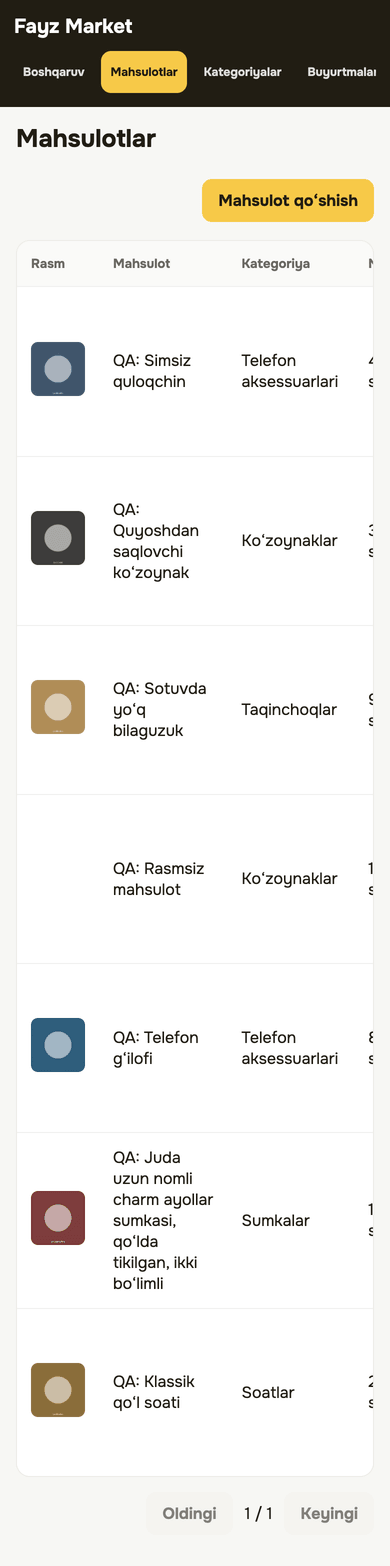 Fayz Market
Boshqaruv Mahsulotlar Kategoriyalar Buyurtmalar
Mahsulotlar
Mahsulot qo‘shish
Rasm Mahsulot Kategoriya
QA: Simsiz
quloqchin
Telefon
aksessuarlari
QA:
Quyoshdan
saqlovchi
ko‘zoynak
Ko‘zoynaklar
QA: Sotuvda
yo‘q
bilaguzuk
Taqinchoqlar
QA: Rasmsiz
mahsulot
Ko‘zoynaklar
QA: Telefon
g‘ilofi
Telefon
aksessuarlari
QA: Juda
uzun nomli
charm ayollar
sumkasi,
qo‘lda
tikilgan, ikki
bo‘limli
Sumkalar
QA: Klassik
qo‘l soati
Soatlar
Oldingi 1 / 1 Keyingi